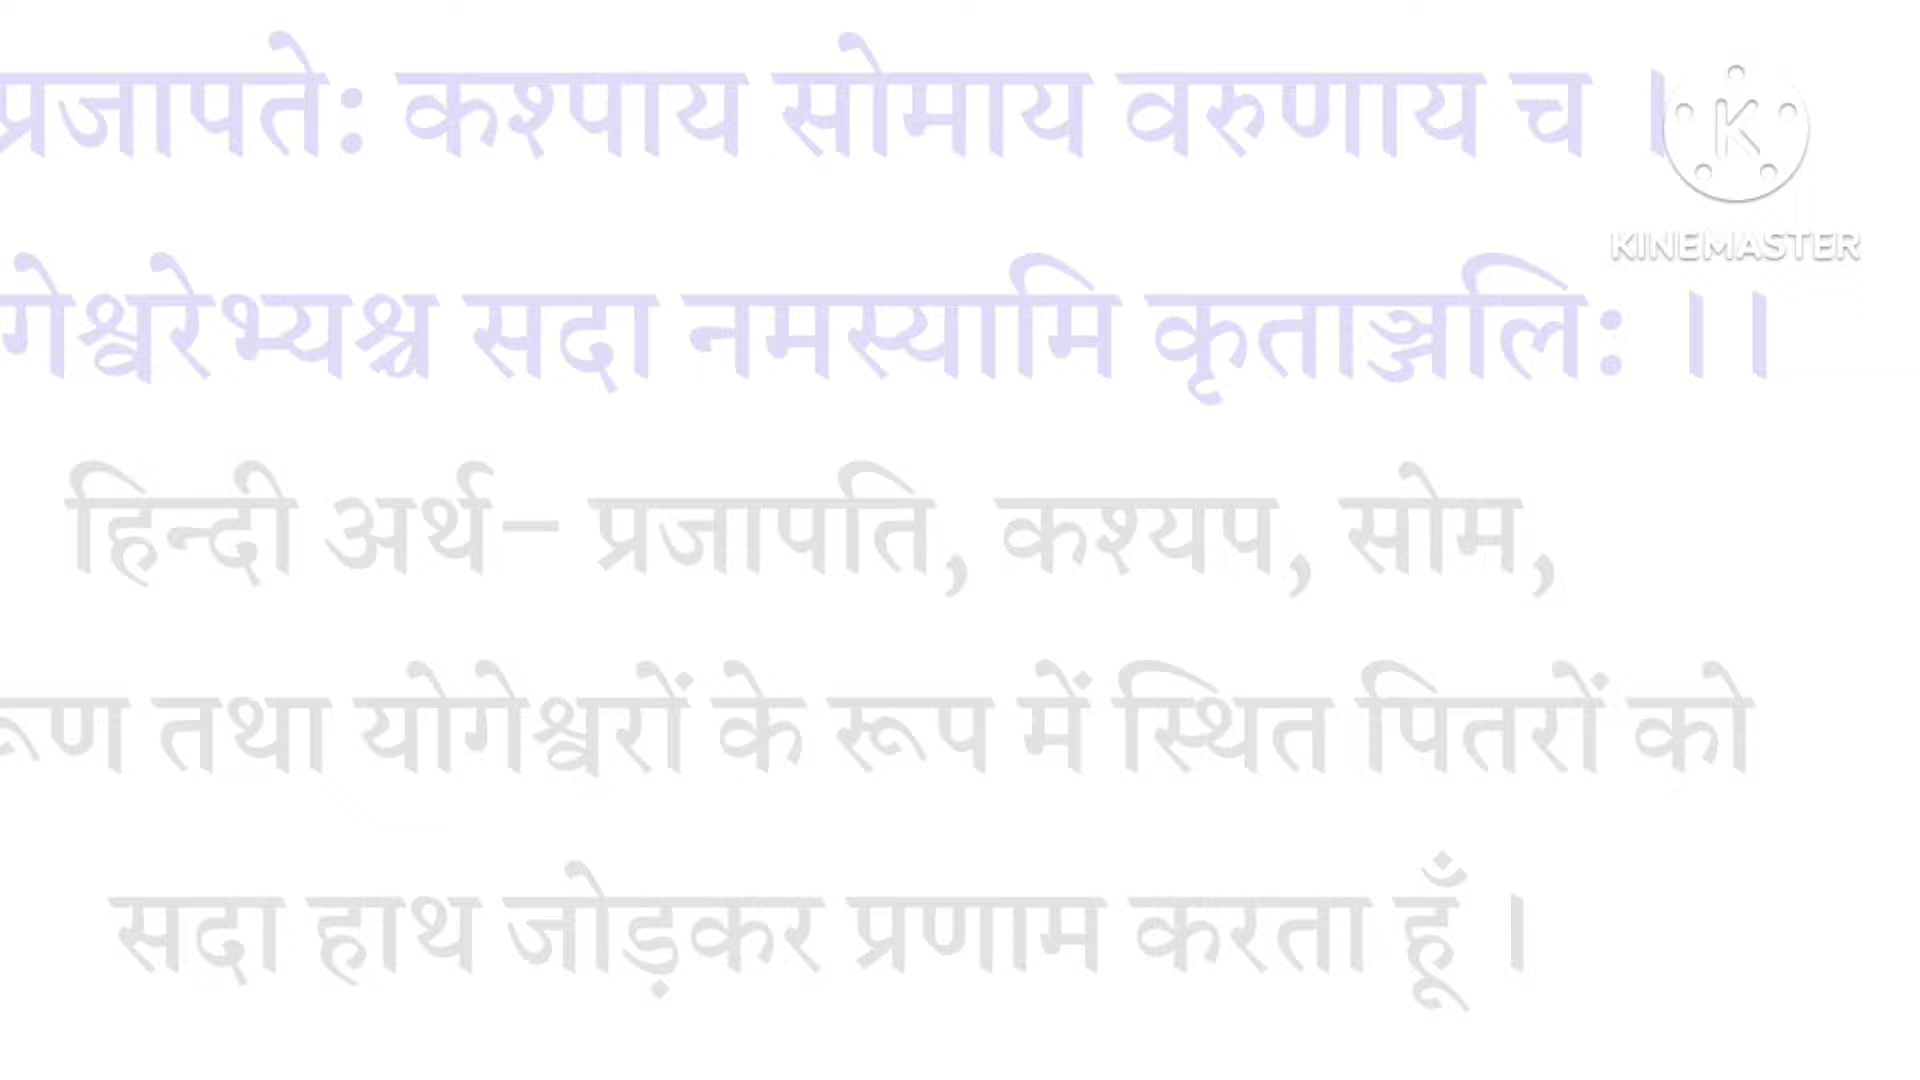 प्रजापते: कश्पाय सोमाय वरुणाय च ।
गेश्वरेभ्यश्च सदा नमस्यामि कृताञ्जलि: ।।
हिन्दी अर्थ– प्रजापति, कश्यप, सोम,
रूण तथा योगेश्वरों के रूप में स्थित पितरों को
सदा हाथ जोड़कर प्रणाम करता हूँ ।
KINEMASTER